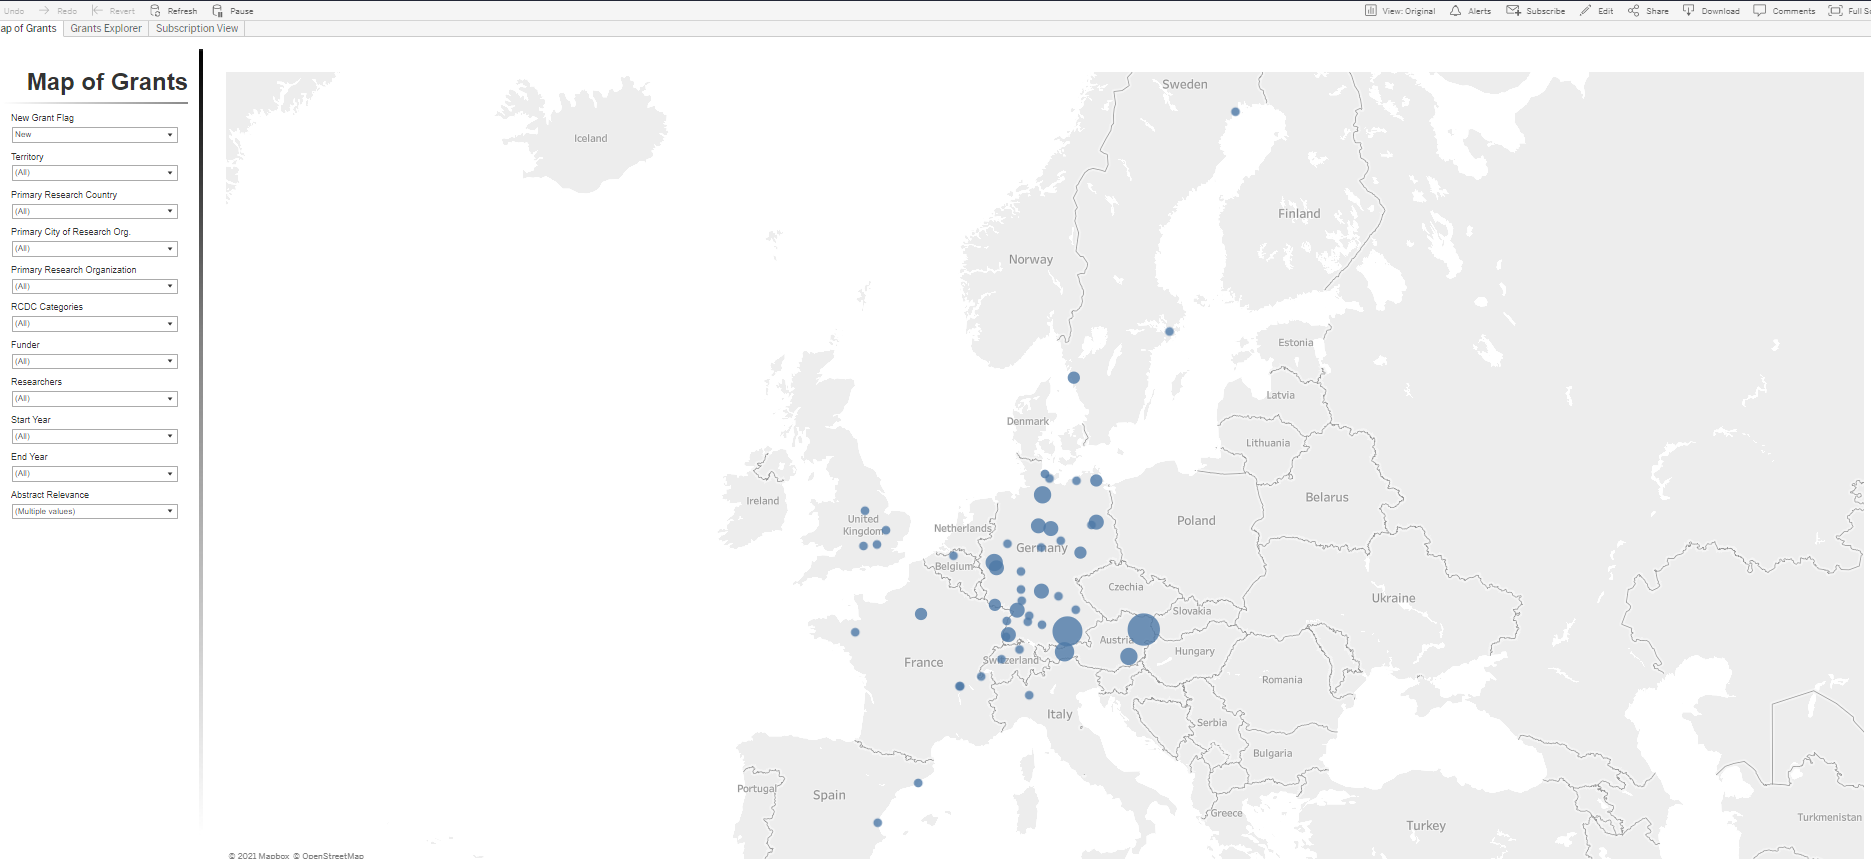 Undo Redo Revert Refresh Pause View: Original Alerts Subscribe Edit Share Download Comments Full Sc
ap of Grants Grants Explorer Subscription View
Map of Grants
New Grant Flag
New
Territory
(All)
Primary Research Country
(All)
Primary City of Research Org.
(All)
Primary Research Organization
(All)
RCDC Categories
(All)
Funder
(All)
Researchers
(All)
Start Year
(All)
End Year
(All)
Abstract Relevance
(Multiple values)
Sweden
Iceland
Finland
Norway
Estonia
Latvia
Denmark
Lithuania
Belarus
Ireland
United
Kingdom
Netherlands
Poland
Germany
Belgium
Czechia
Ukraine
Slovakia
Austria
Hungary
France
Switzerland
Romania
Italy
Serbia
Bulgaria
Portugal
Spain
Greece
Turkey
Turkmenistan
© 2021 Mapbox © OpenStreetMap